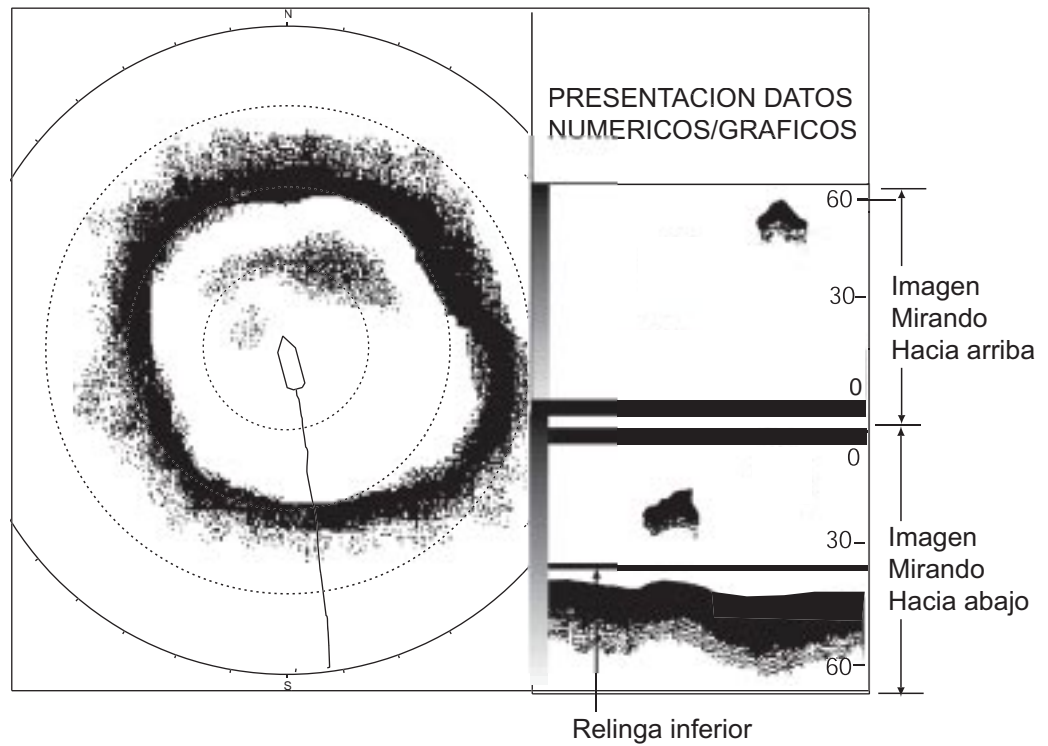 N
PRESENTACION DATOS
NUMERICOS/GRAFICOS
60
30
0
Imagen
Mirando
Hacia arriba
0
30
60
Imagen
Mirando
Hacia abajo
S
Relinga inferior